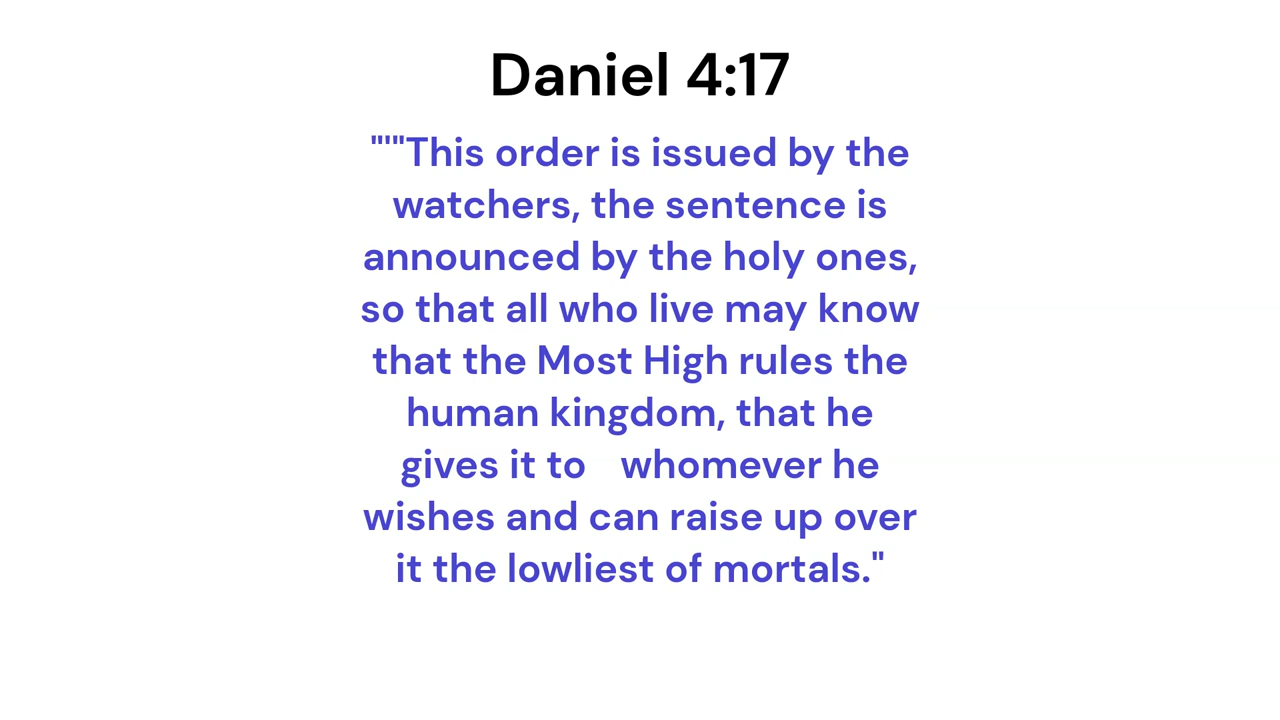 Daniel 4:17
"'"This order is issued by the
watchers, the sentence is
announced by the holy ones,
so that all who live may know
that the Most High rules the
human kingdom, that he
gives it to   whomever he
wishes and can raise up over
it the lowliest of mortals."